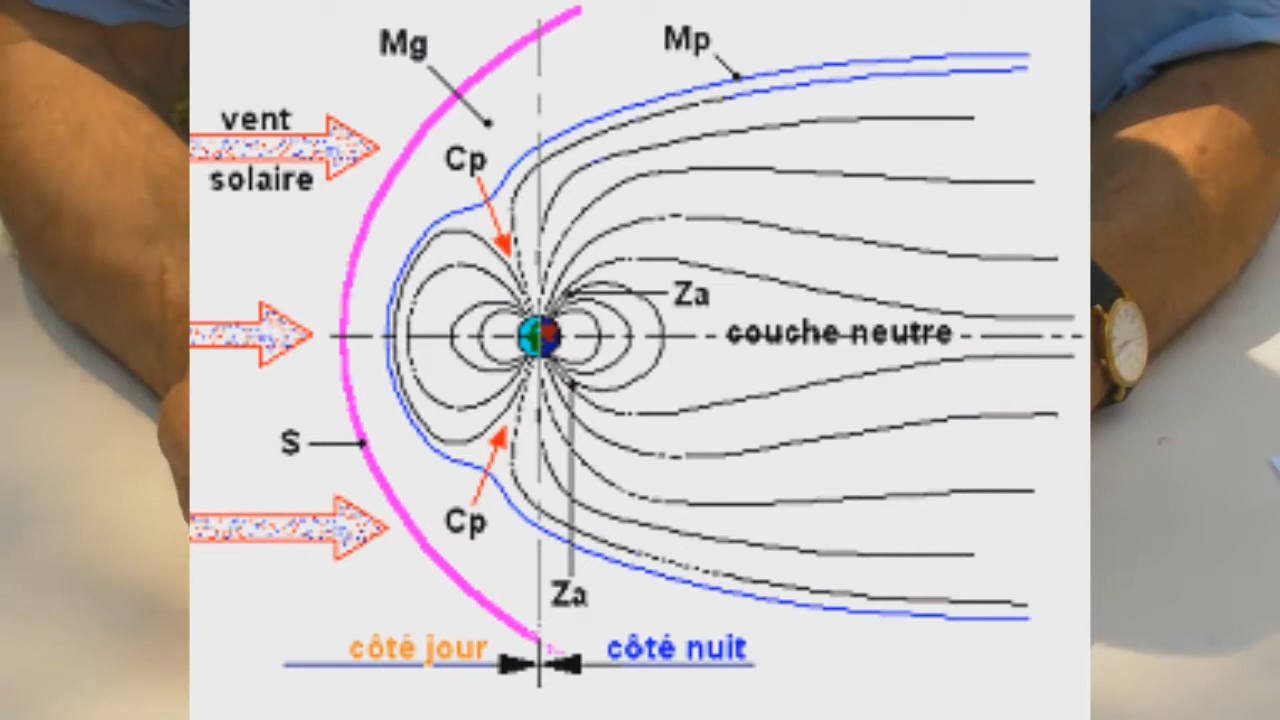 Mg
Mp
vent
solaire
Cp
Za
couche neutre
S
Cp
Za
côté jour
côté nuit